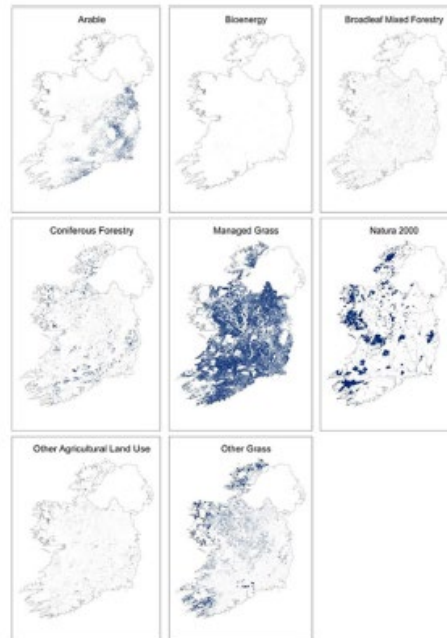 Arable
Bioenergy
Broadleaf Mixed Forestry
Coniferous Forestry
Managed Grass
Natura 2000
Other Agricultural Land Use
Other Grass